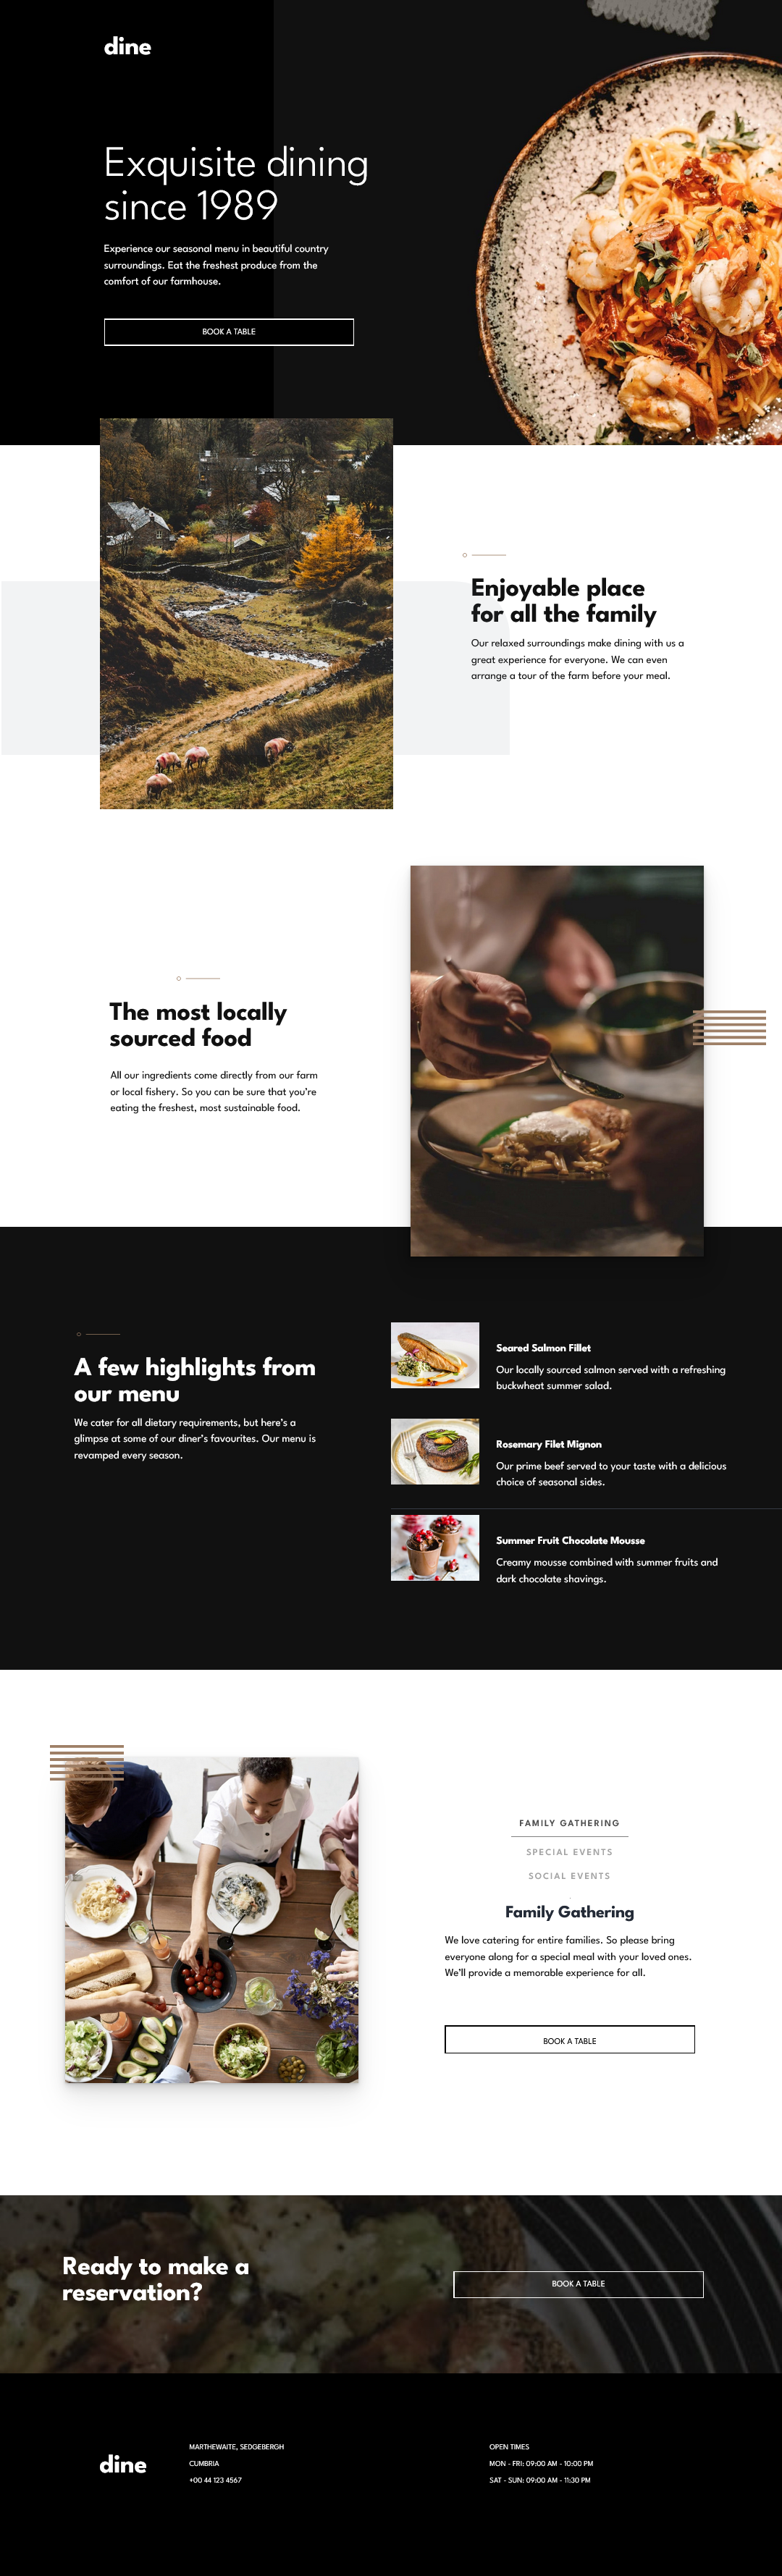 dine
Exquisite dining
since 1989
Experience our seasonal menu in beautiful country
surroundings. Eat the freshest produce from the
comfort of our farmhouse.
BOOK A TABLE
Enjoyable place
for all the family
Our relaxed surroundings make dining with us a
great experience for everyone. We can even
arrange a tour of the farm before your meal.
The most locally
sourced food
All our ingredients come directly from our farm
or local fishery. So you can be sure that you’re
eating the freshest, most sustainable food.
A few highlights from
our menu
We cater for all dietary requirements, but here’s a
glimpse at some of our diner’s favourites. Our menu is
revamped every season.
Seared Salmon Fillet
Our locally sourced salmon served with a refreshing
buckwheat summer salad.
Rosemary Filet Mignon
Our prime beef served to your taste with a delicious
choice of seasonal sides.
Summer Fruit Chocolate Mousse
Creamy mousse combined with summer fruits and
dark chocolate shavings.
FAMILY GATHERING
SPECIAL EVENTS
SOCIAL EVENTS
Family Gathering
We love catering for entire families. So please bring
everyone along for a special meal with your loved ones.
We’ll provide a memorable experience for all.
BOOK A TABLE
Ready to make a
reservation?
BOOK A TABLE
dine
MARTHEWAITE, SEDGEBERGH
CUMBRIA
+00 44 123 4567
OPEN TIMES
MON - FRI: 09:00 AM - 10:00 PM
SAT - SUN: 09:00 AM - 11:30 PM